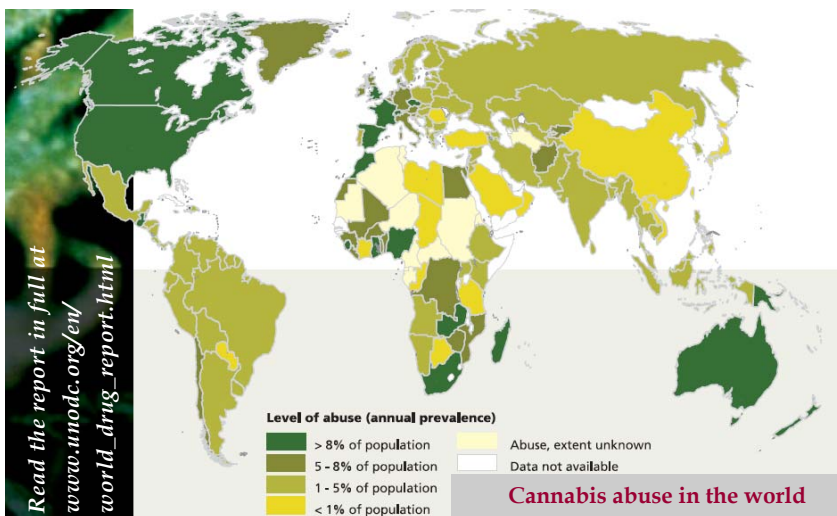 Read the report in full at
www.unodc.org/en/
world_drug_report.html
Level of abuse (annual prevalence)
> 8% of population
5 - 8% of population
1 - 5% of population
< 1% of population
Abuse, extent unknown
Data not available
Cannabis abuse in the world